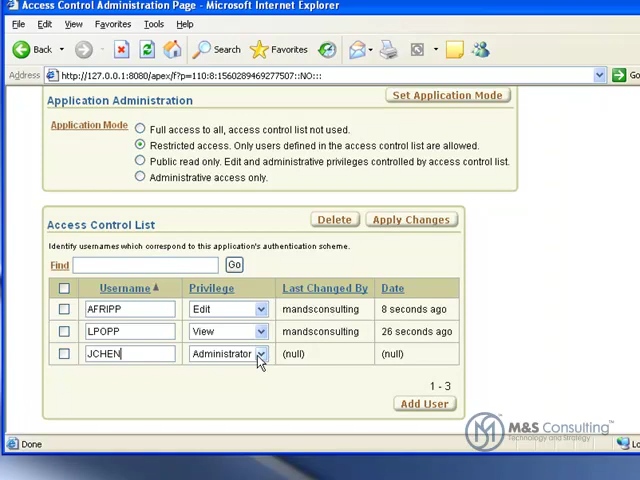 Access Control Administration Page - Microsoft Internet Explorer
File Edit View Favorites Tools Help
Back Search Favorites
Address http://127.0.0.1:8080/apex/f?p=110:8:1560289469277507::NO::: Go
Application Administration Set Application Mode
Application Mode Full access to all, access control list not used.
Restricted access. Only users defined in the access control list are allowed.
Public read only. Edit and administrative privileges controlled by access control list.
Administrative access only.
Access Control List Delete Apply Changes
Identify usernames which correspond to this application's authentication scheme.
Find Go
Username Privilege Last Changed By Date
AFRIPP Edit mandsconsulting 8 seconds ago
LPOPP View mandsconsulting 26 seconds ago
JCHEN Administrator (null) (null)
1 - 3
Add User
M&S Consulting
Technology and Strategy
Done Lo